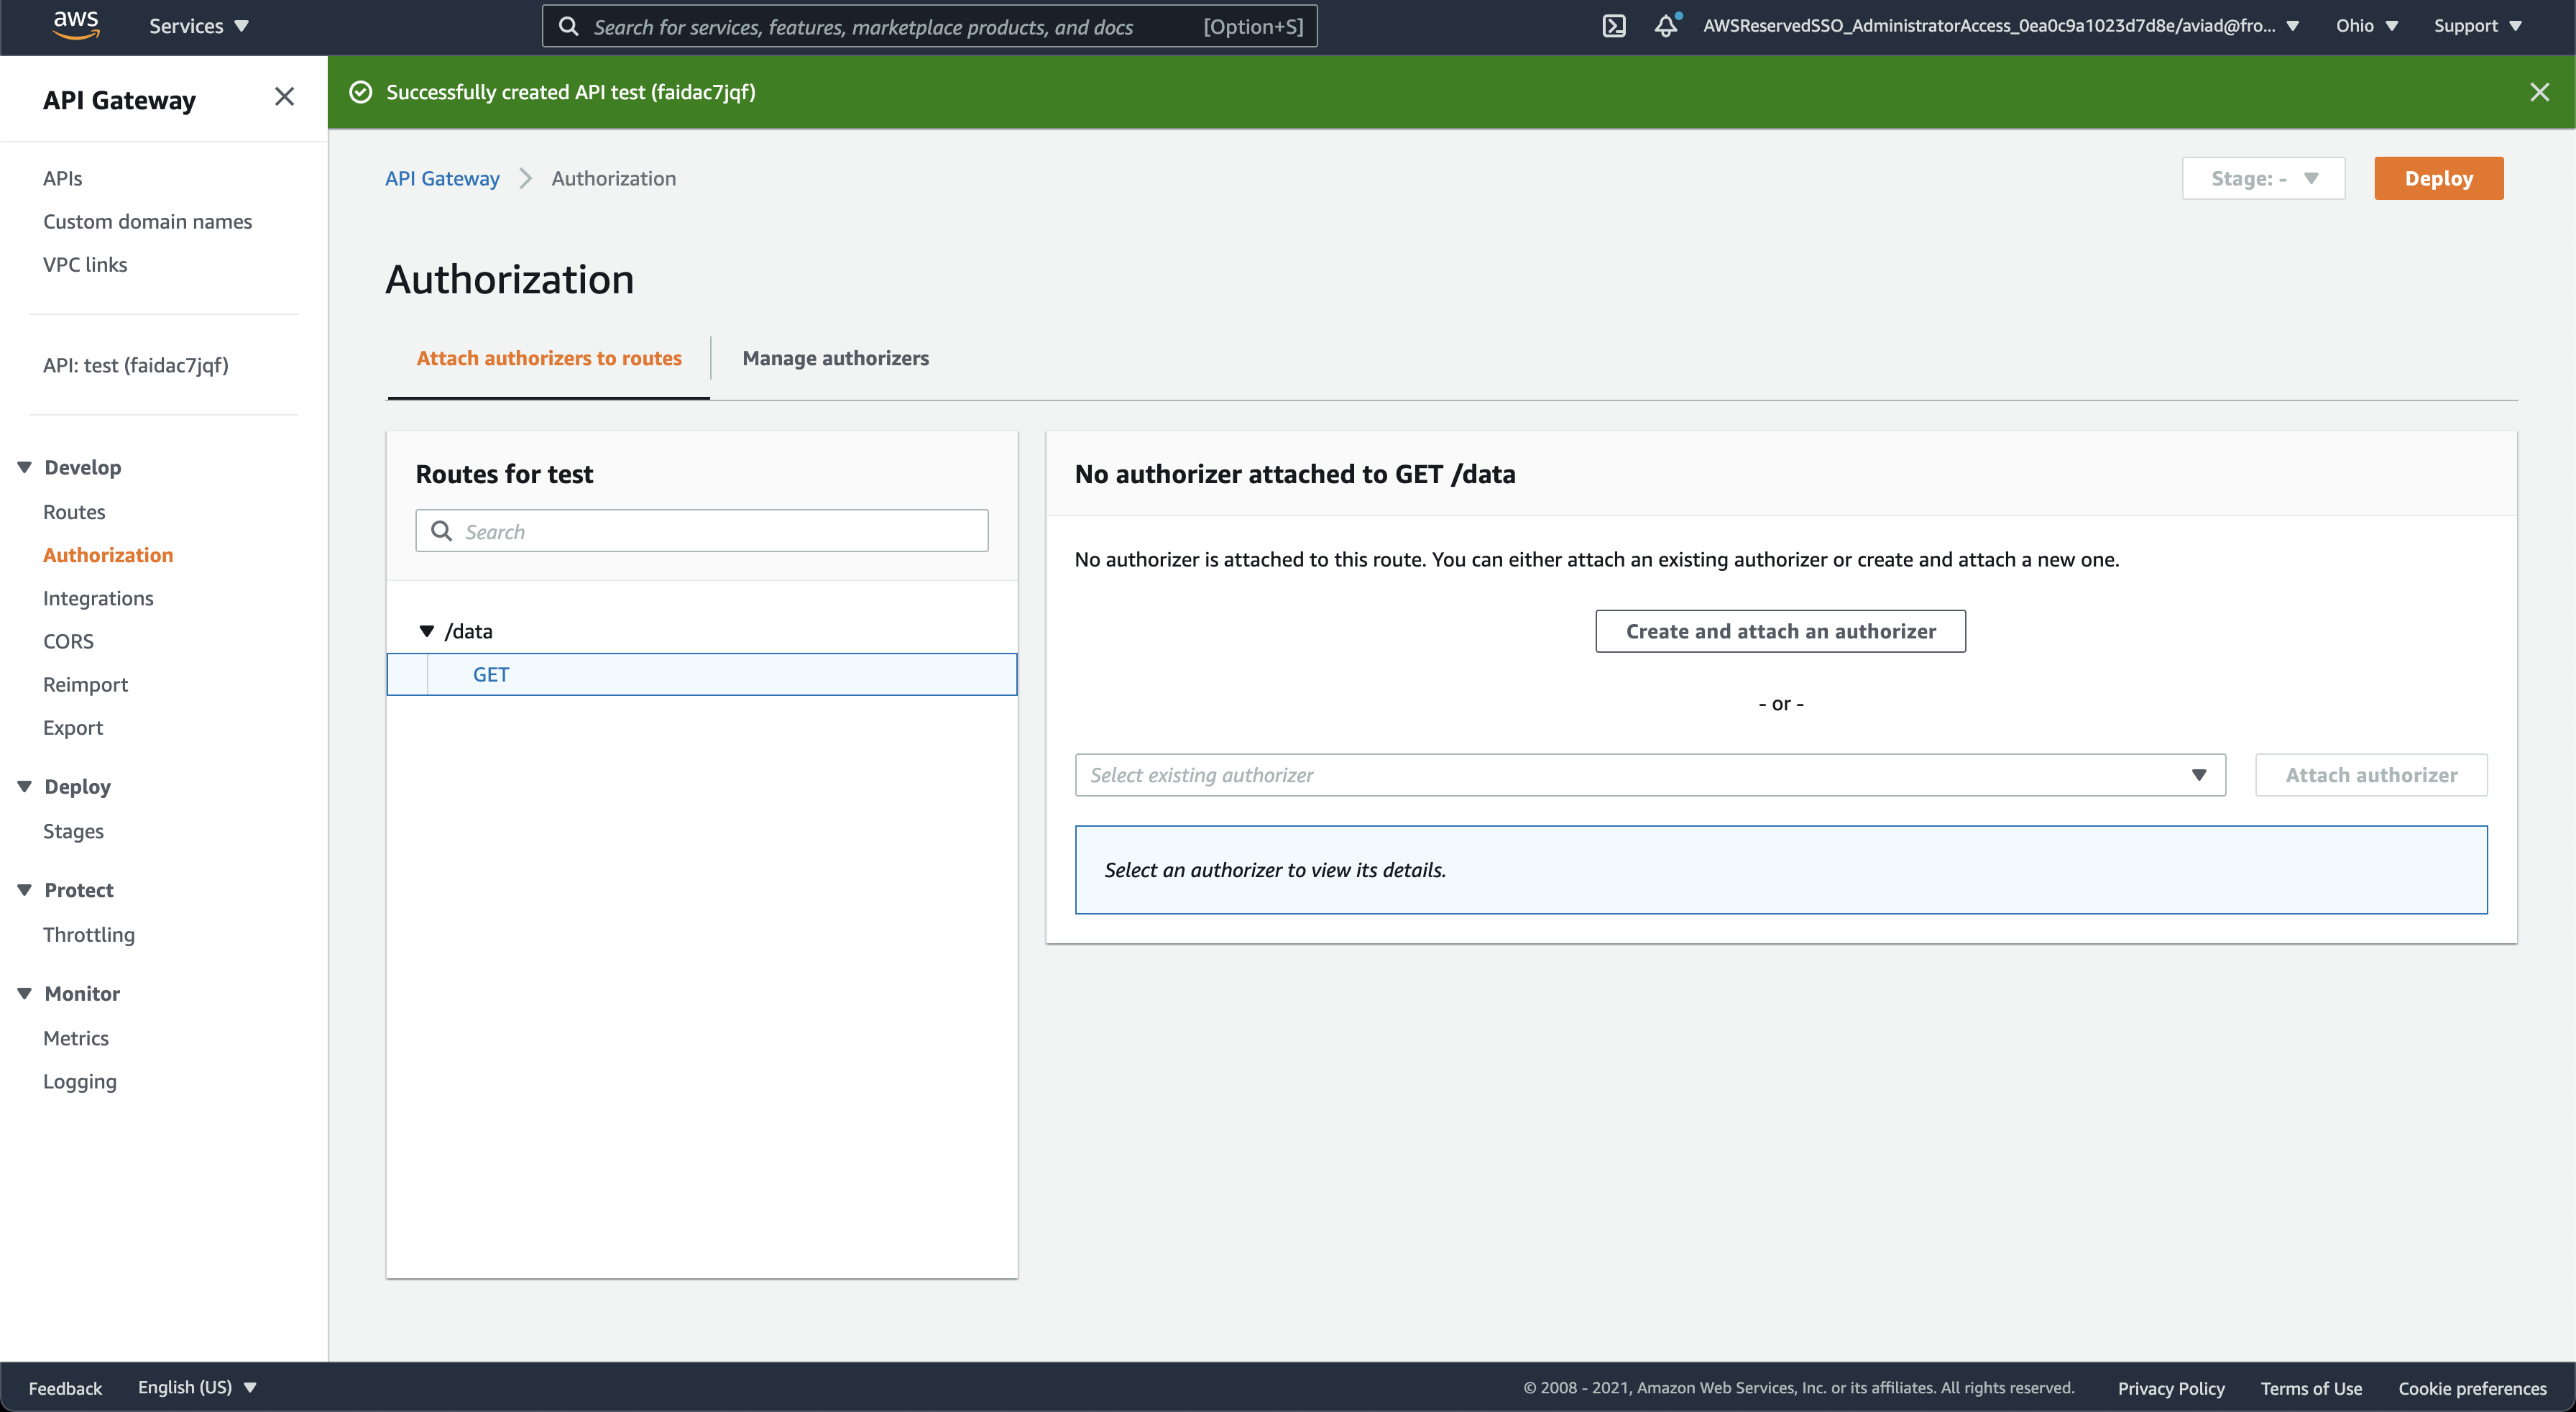 aws
Services
Search for services, features, marketplace products, and docs
[Option+S]
AWSReservedSSO_AdministratorAccess_0ea0c9a1023d7d8e/aviad@fro...
Ohio
Support
API Gateway
Successfully created API test (faidac7jqf)
APIs
Custom domain names
VPC links
API: test (faidac7jqf)
Develop
Routes
Authorization
Integrations
CORS
Reimport
Export
Deploy
Stages
Protect
Throttling
Monitor
Metrics
Logging
API Gateway
Authorization
Stage: -
Deploy
Authorization
Attach authorizers to routes
Manage authorizers
Routes for test
Search
/data
GET
No authorizer attached to GET /data
No authorizer is attached to this route. You can either attach an existing authorizer or create and attach a new one.
Create and attach an authorizer
- or -
Select existing authorizer
Attach authorizer
Select an authorizer to view its details.
Feedback
English (US)
© 2008 - 2021, Amazon Web Services, Inc. or its affiliates. All rights reserved.
Privacy Policy
Terms of Use
Cookie preferences